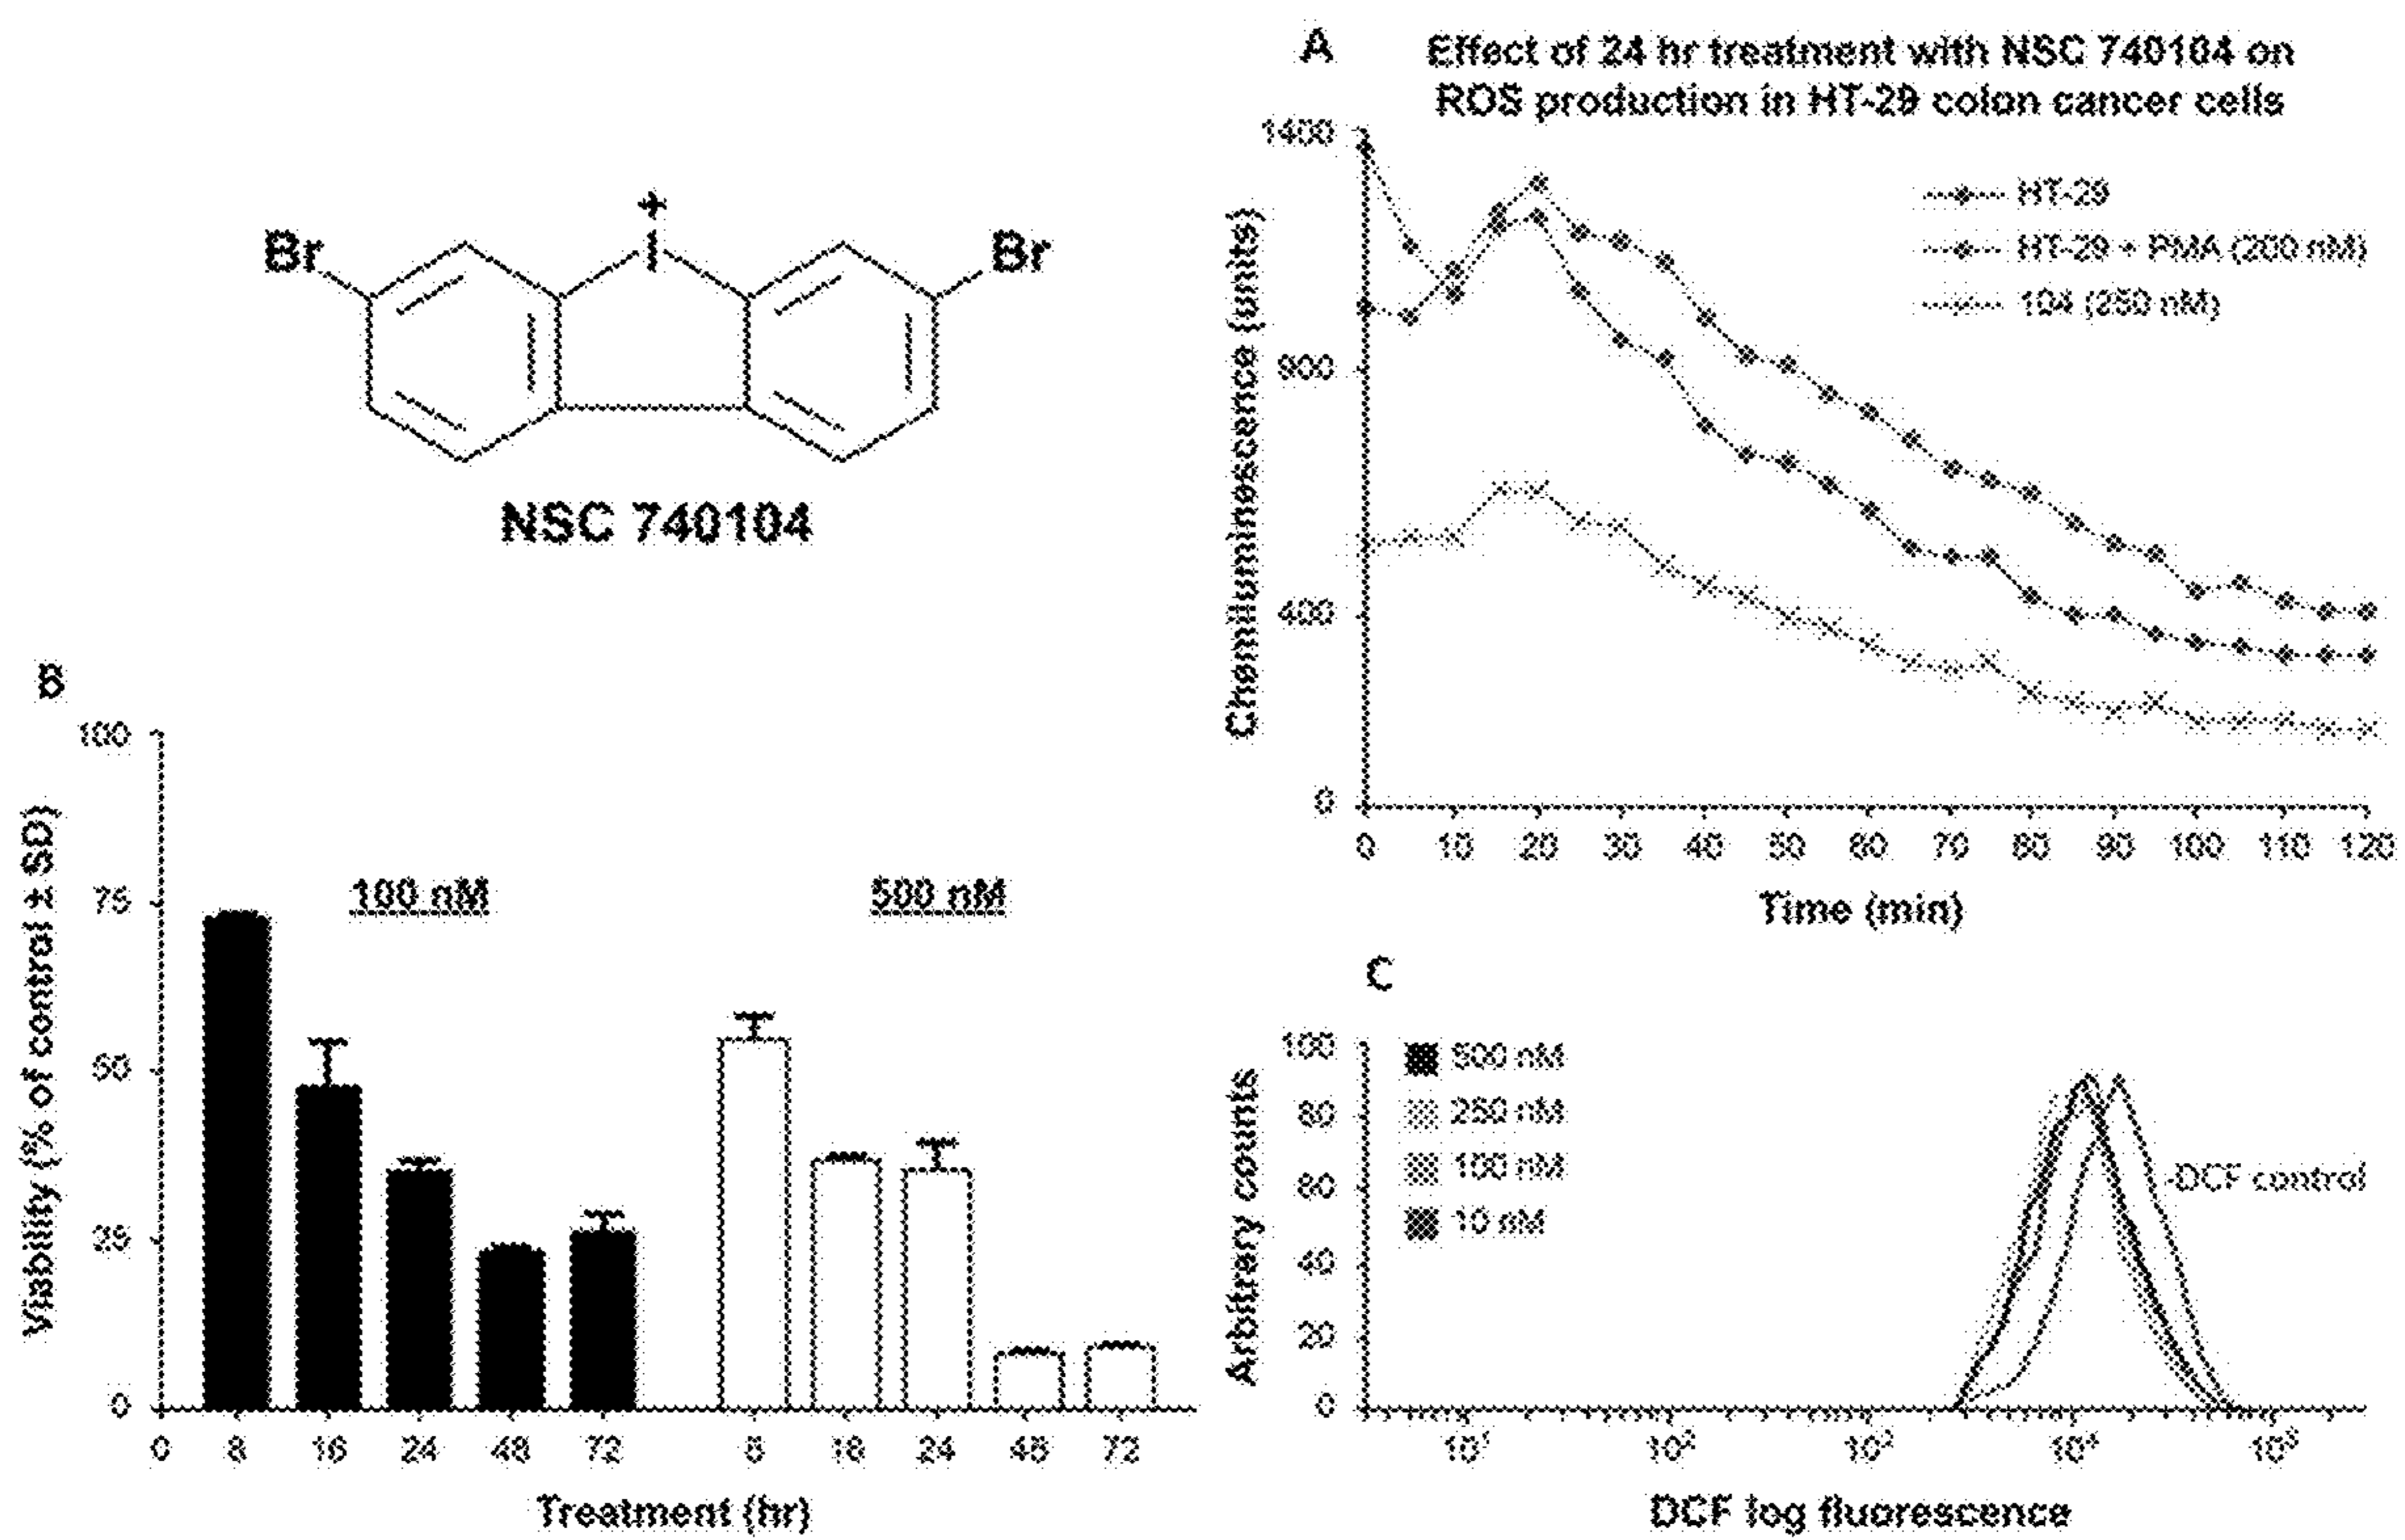 Br
+
I
Br
NSC 740104
A
Effect of 24 hr treatment with NSC 740104 on
ROS production in HT-29 colon cancer cells
1400
900
400
0
Chemiluminescence (units)
HT-29
HT-29 + PMA (200 nM)
104 (250 nM)
0 10 20 30 40 50 60 70 80 90 100 110 120
Time (min)
B
100
75
50
25
0
Viability (% of control ± SD)
100 nM
500 nM
0 8 16 24 48 72 8 16 24 48 72
Treatment (hr)
C
100
80
60
40
20
0
Arbitrary counts
500 nM
250 nM
100 nM
10 nM
DCF control
10¹ 10² 10³ 10⁴ 10⁵
DCF log fluorescence